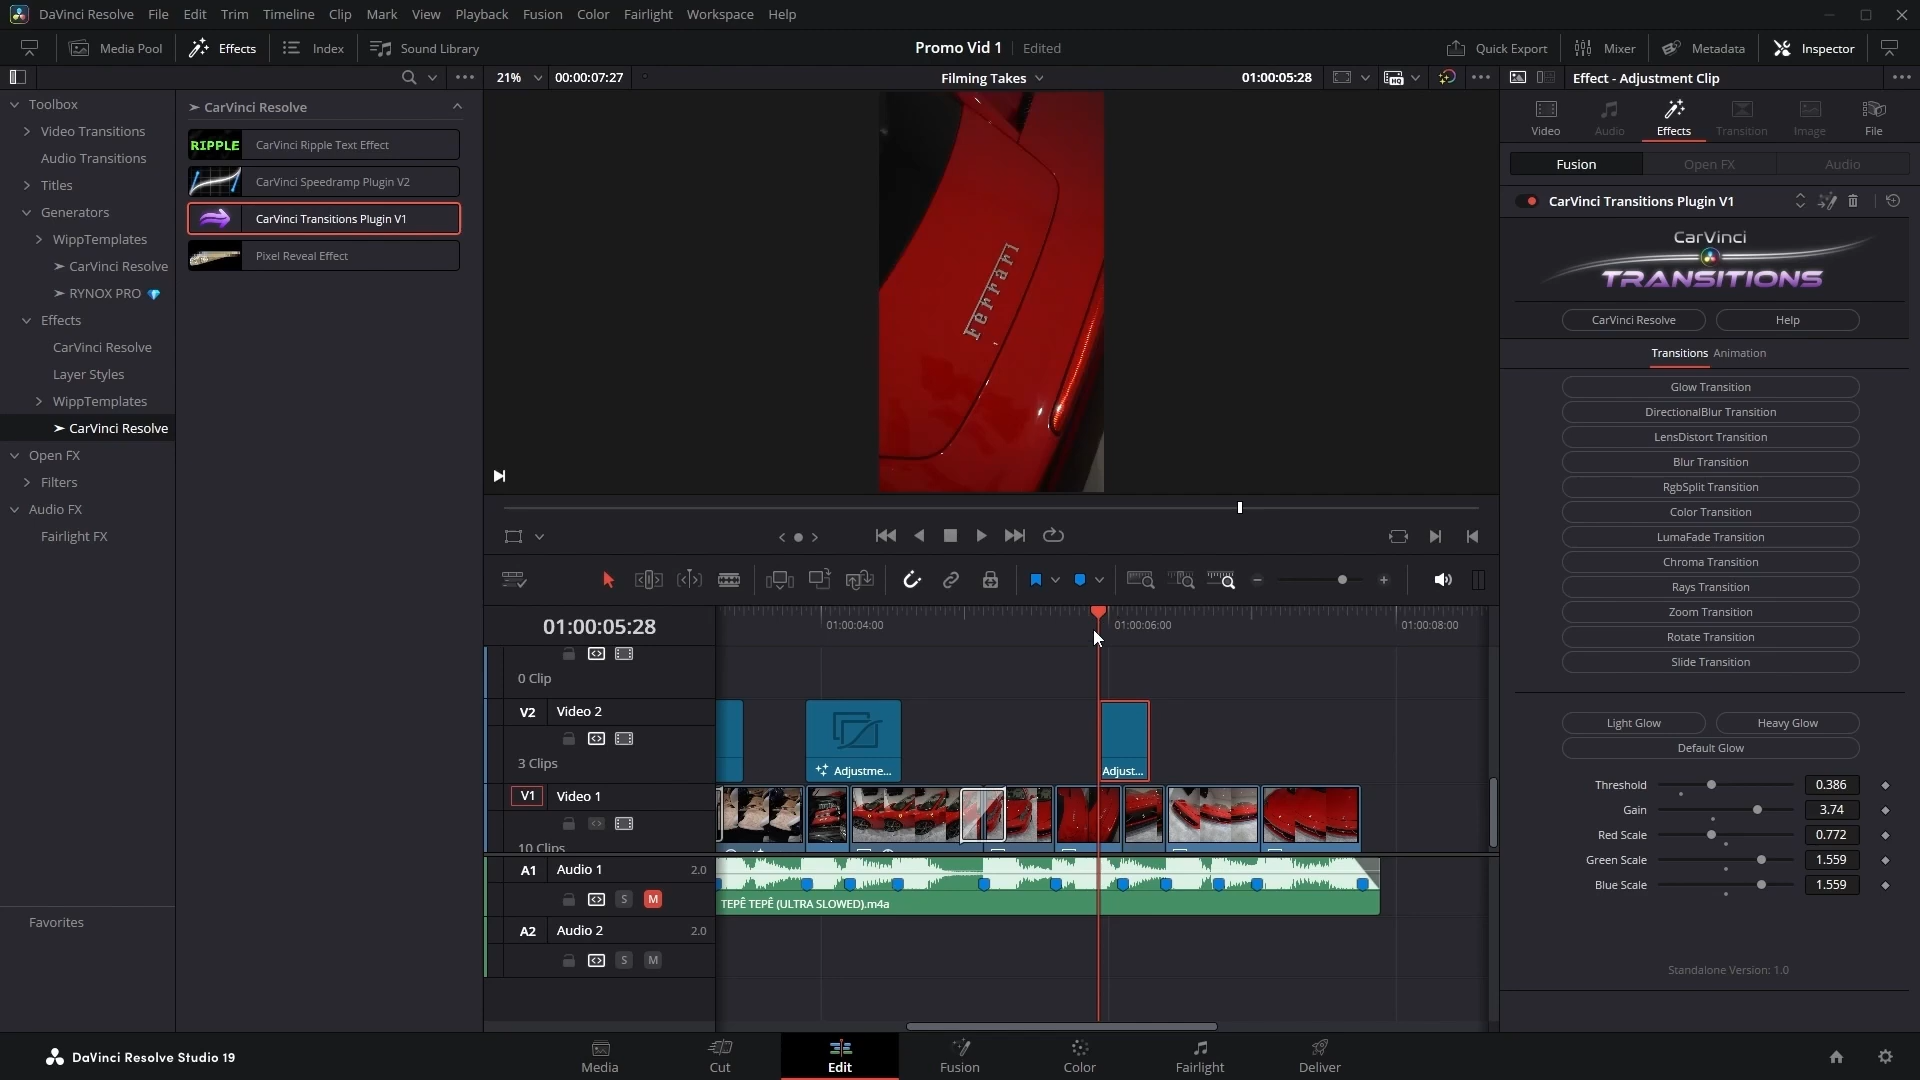 DaVinci Resolve File Edit Trim Timeline Clip Mark View Playback Fusion Color Fairlight Workspace Help
Media Pool Effects Index Sound Library Promo Vid 1 Edited Quick Export Mixer Metadata Inspector
21% 00:00:07:27 Filming Takes 01:00:05:28 Effect - Adjustment Clip
Toolbox
Video Transitions
Audio Transitions
Titles
Generators
WippTemplates
➤ CarVinci Resolve
➤ RYNOX PRO
Effects
CarVinci Resolve
Layer Styles
WippTemplates
➤ CarVinci Resolve
Open FX
Filters
Audio FX
Fairlight FX
Favorites
➤ CarVinci Resolve
RIPPLE CarVinci Ripple Text Effect
CarVinci Speedramp Plugin V2
CarVinci Transitions Plugin V1
Pixel Reveal Effect
Ferrari
Video Audio Effects Transition Image File
Fusion Open FX Audio
CarVinci Transitions Plugin V1
CarVinci
TRANSITIONS
CarVinci Resolve Help
Transitions Animation
Glow Transition
DirectionalBlur Transition
LensDistort Transition
Blur Transition
RgbSplit Transition
Color Transition
LumaFade Transition
Chroma Transition
Rays Transition
Zoom Transition
Rotate Transition
Slide Transition
Light Glow Heavy Glow
Default Glow
Threshold 0.386
Gain 3.74
Red Scale 0.772
Green Scale 1.559
Blue Scale 1.559
Standalone Version: 1.0
01:00:05:28 01:00:04:00 01:00:06:00 01:00:08:00
0 Clip
V2 Video 2
3 Clips
Adjustme... Adjust...
V1 Video 1
10 Clips
A1 Audio 1 2.0
S M
TEPÊ TEPÊ (ULTRA SLOWED).m4a
A2 Audio 2 2.0
S M
DaVinci Resolve Studio 19
Media Cut Edit Fusion Color Fairlight Deliver